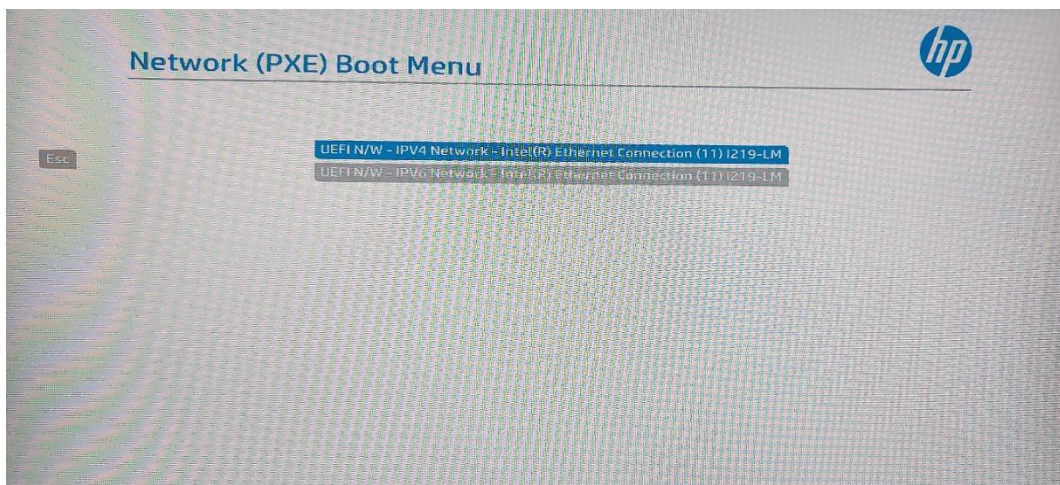 Network (PXE) Boot Menu
hp
Esc
UEFI N/W - IPV4 Network - Intel(R) Ethernet Connection (11) I219-LM
UEFI N/W - IPV6 Network - Intel(R) Ethernet Connection (11) I219-LM